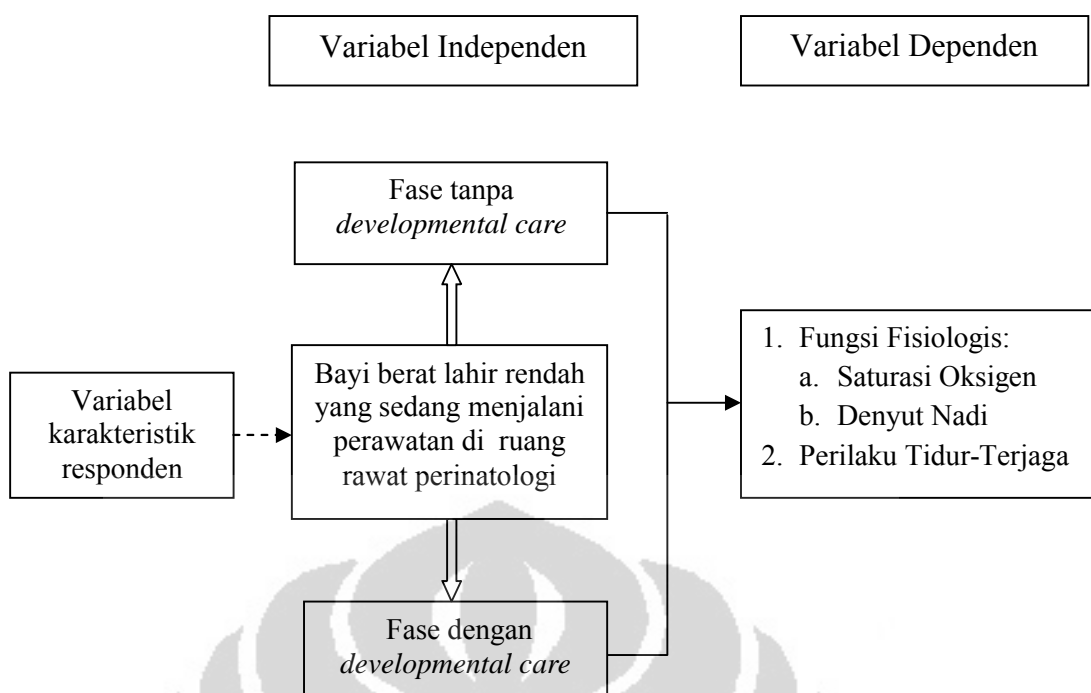 Variabel Independen
Variabel Dependen
Fase tanpa
developmental care
Variabel
karakteristik
responden
Bayi berat lahir rendah
yang sedang menjalani
perawatan di ruang
rawat perinatologi
1. Fungsi Fisiologis:
a. Saturasi Oksigen
b. Denyut Nadi
2. Perilaku Tidur-Terjaga
Fase dengan
developmental care